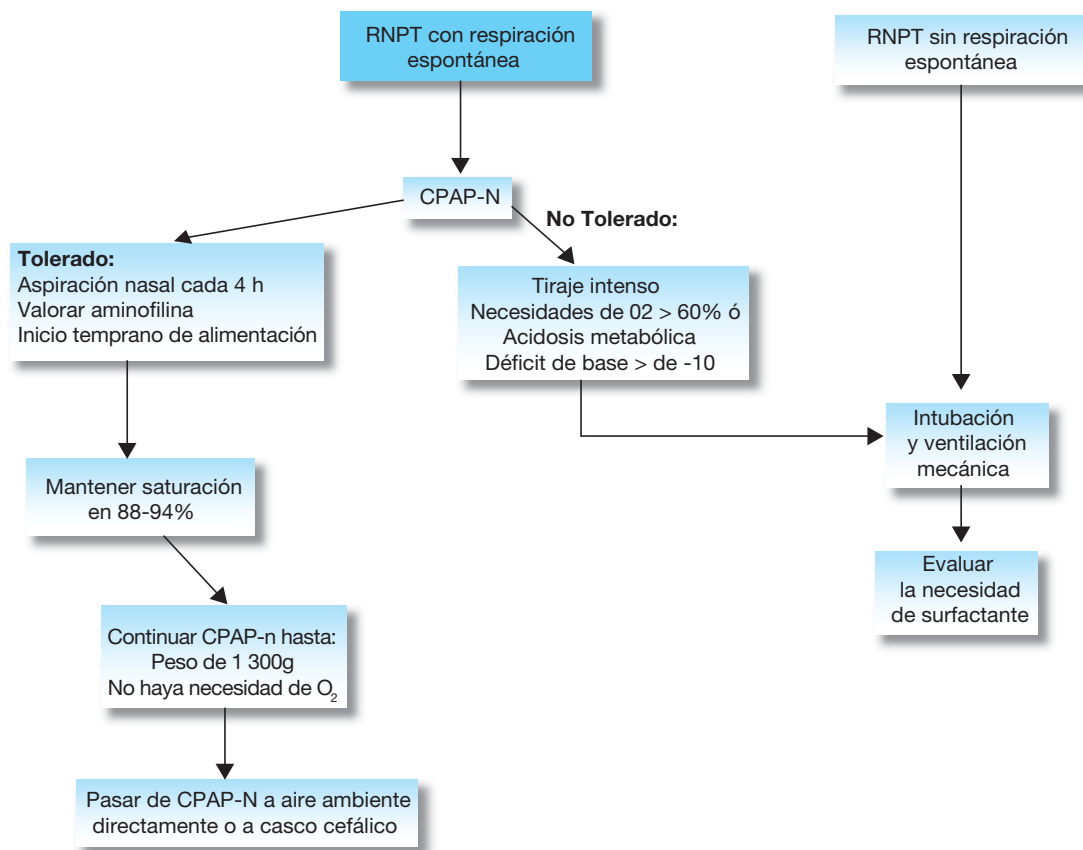 RNPT con respiración
espontánea
RNPT sin respiración
espontánea
CPAP-N
No Tolerado:
Tolerado:
Aspiración nasal cada 4 h
Valorar aminofilina
Inicio temprano de alimentación
Tiraje intenso
Necesidades de 02 > 60% ó
Acidosis metabólica
Déficit de base > de -10
Intubación
y ventilación
mecánica
Mantener saturación
en 88-94%
Evaluar
la necesidad
de surfactante
Continuar CPAP-n hasta:
Peso de 1 300g
No haya necesidad de O₂
Pasar de CPAP-N a aire ambiente
directamente o a casco cefálico